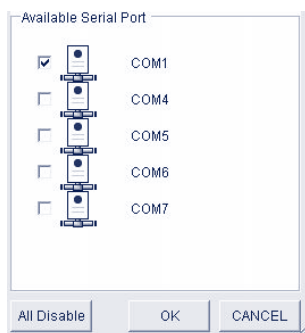 Available Serial Port
COM1
COM4
COM5
COM6
COM7
All Disable OK CANCEL